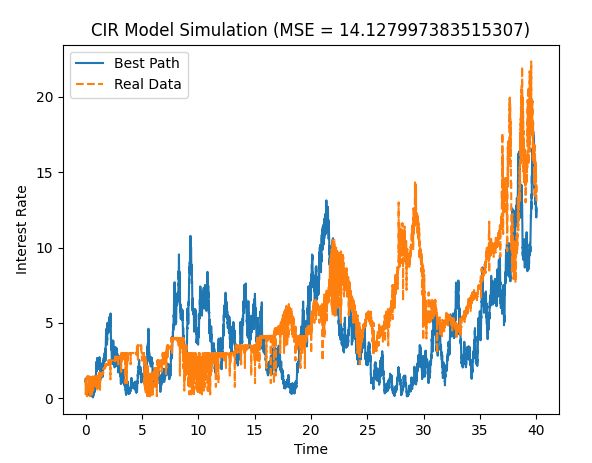 CIR Model Simulation (MSE = 14.127997383515307)
Best Path
Real Data
Interest Rate
20
15
10
5
0
0 5 10 15 20 25 30 35 40
Time